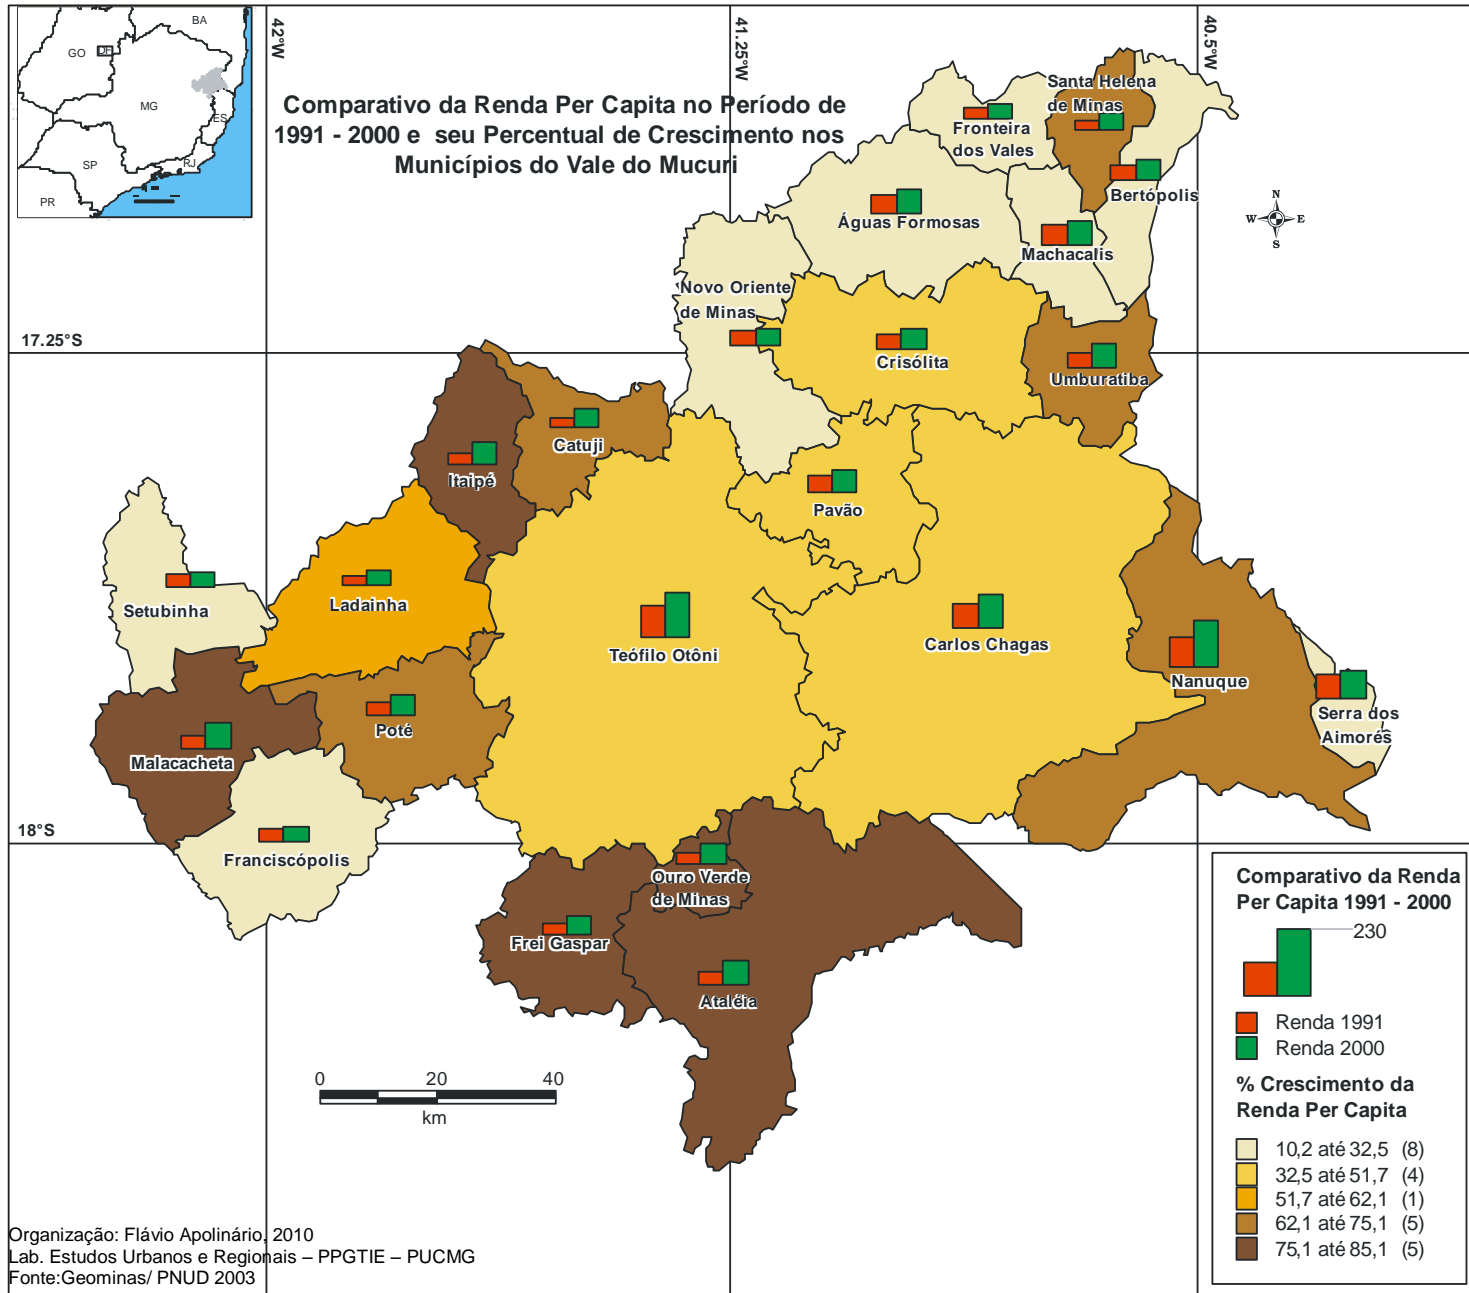 BA
GO
DF
MG
ES
SP
RJ
PR
42°W
41.25°W
40.5°W
Comparativo da Renda Per Capita no Período de
1991 - 2000 e seu Percentual de Crescimento nos
Municípios do Vale do Mucuri
N
W
E
S
17.25°S
18°S
Santa Helena
de Minas
Fronteira
dos Vales
Bertópolis
Águas Formosas
Machacalis
Novo Oriente
de Minas
Crisólita
Umburatiba
Catuji
Itaipé
Pavão
Setubinha
Ladainha
Teófilo Otôni
Carlos Chagas
Nanuque
Serra dos
Aimorés
Poté
Malacacheta
Franciscópolis
Ouro Verde
de Minas
Frei Gaspar
Ataléia
0 20 40
km
Comparativo da Renda
Per Capita 1991 - 2000
230
Renda 1991
Renda 2000
% Crescimento da
Renda Per Capita
10,2 até 32,5 (8)
32,5 até 51,7 (4)
51,7 até 62,1 (1)
62,1 até 75,1 (5)
75,1 até 85,1 (5)
Organização: Flávio Apolinário, 2010
Lab. Estudos Urbanos e Regionais – PPGTIE – PUCMG
Fonte:Geominas/ PNUD 2003